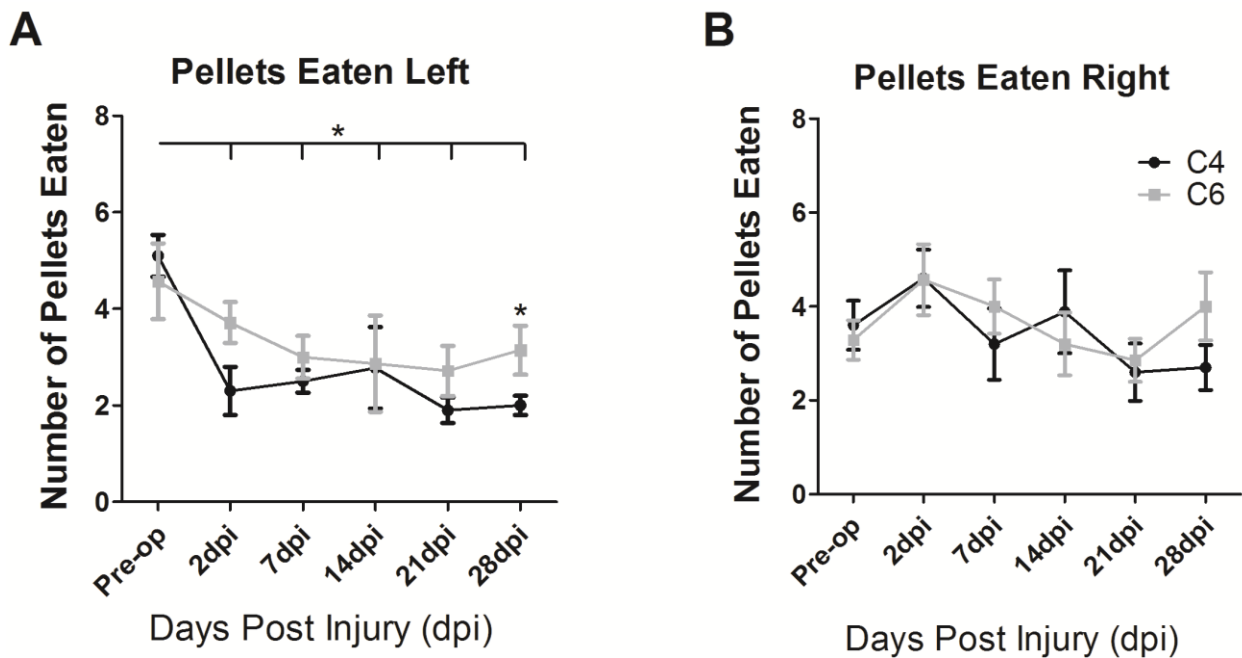 A
Pellets Eaten Left
Number of Pellets Eaten
8
6
4
2
0
*
*
Pre-op
2dpi
7dpi
14dpi
21dpi
28dpi
Days Post Injury (dpi)
B
Pellets Eaten Right
Number of Pellets Eaten
8
6
4
2
0
C4
C6
Pre-op
2dpi
7dpi
14dpi
21dpi
28dpi
Days Post Injury (dpi)